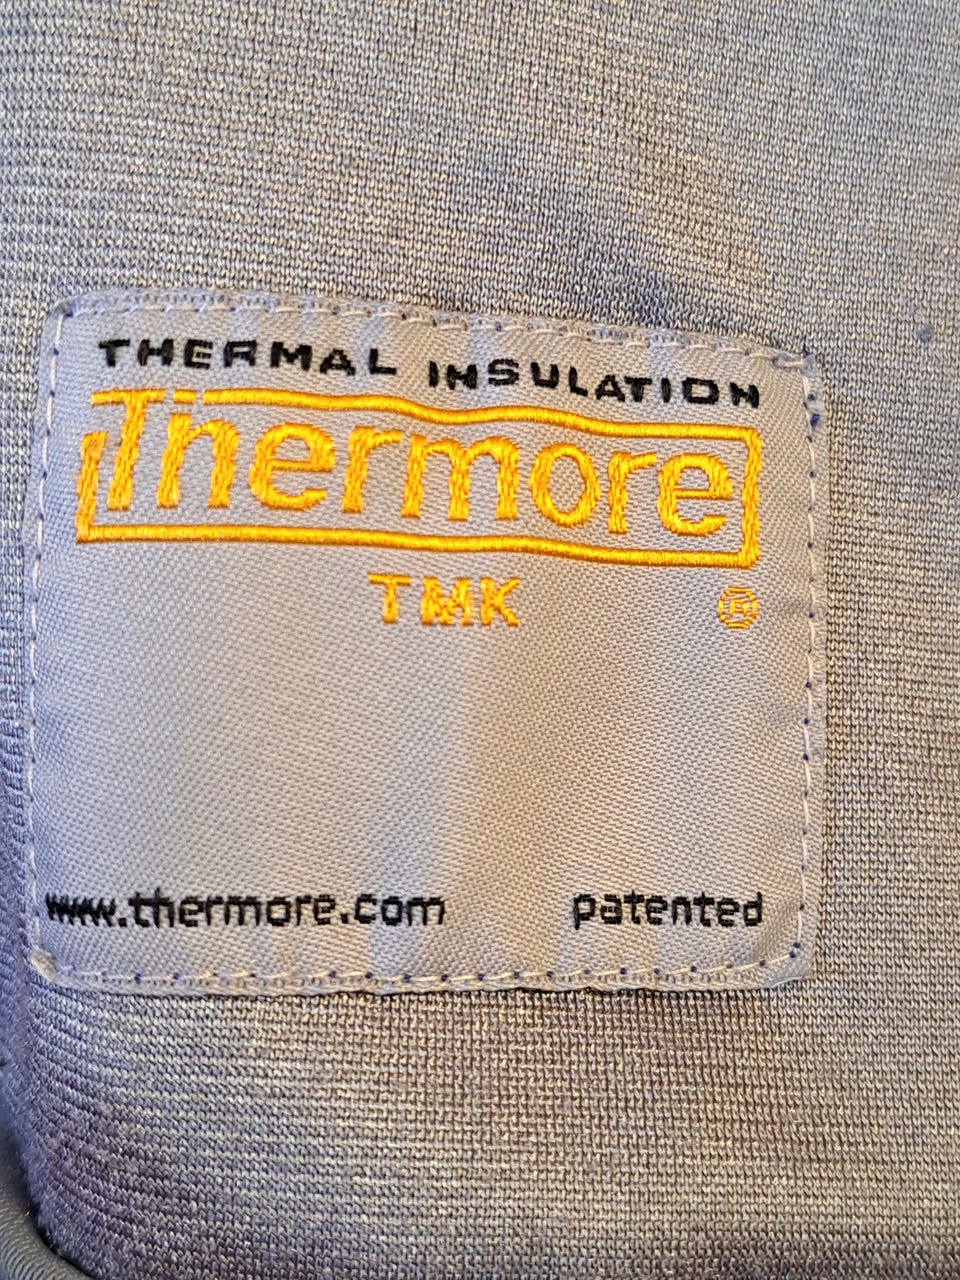 THERMAL INSULATION
Thermore
TMK ®
www.thermore.com patented